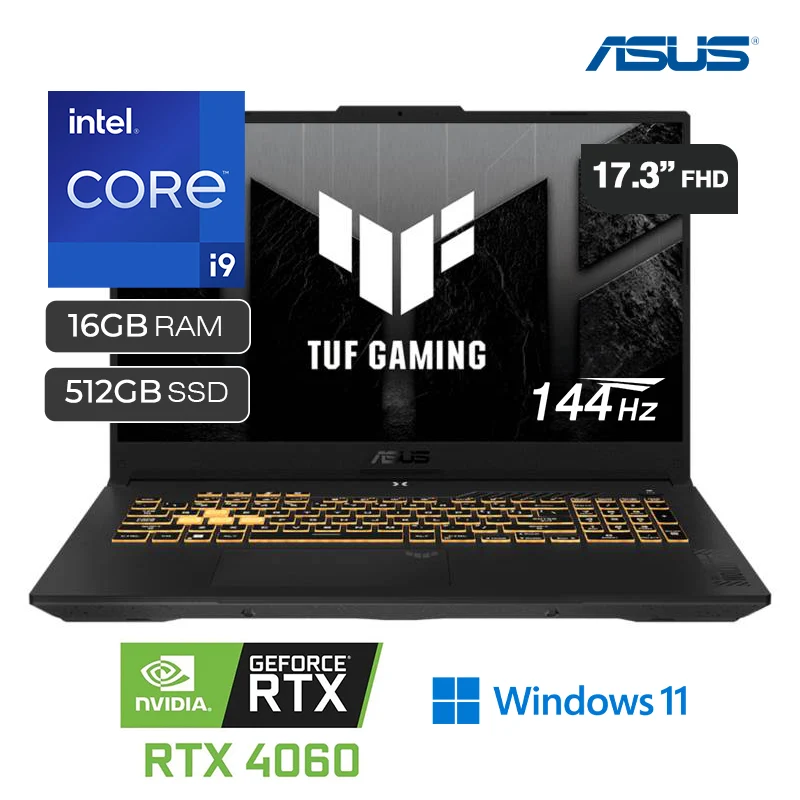 ASUS®
intel.
CORE™
i9
17.3” FHD
16GB RAM
512GB SSD
TUF GAMING
144HZ
ASUS
NVIDIA.
GEFORCE
RTX
RTX 4060
Windows 11